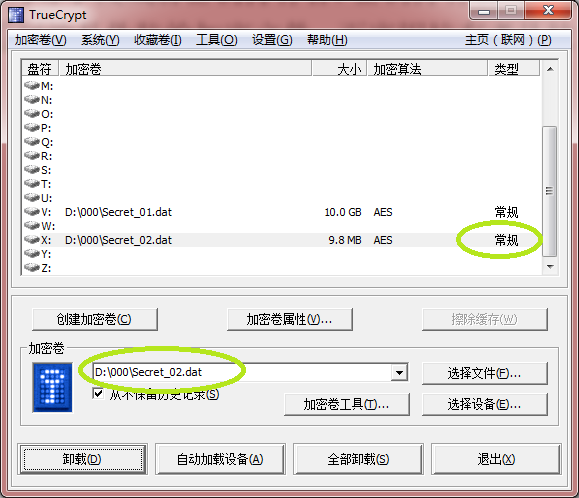 TrueCrypt
加密卷(V) 系统(Y) 收藏卷(I) 工具(O) 设置(G) 帮助(H) 主页（联网）(P)
盘符 加密卷 大小 加密算法 类型
M:
N:
O:
P:
Q:
R:
S:
T:
U:
V: D:\000\Secret_01.dat 10.0 GB AES 常规
W:
X: D:\000\Secret_02.dat 9.8 MB AES 常规
Y:
Z:
创建加密卷(C) 加密卷属性(V)... 擦除缓存(W)
加密卷
D:\000\Secret_02.dat 选择文件(F)...
从不保留历史记录(S) 加密卷工具(T)... 选择设备(E)...
卸载(D) 自动加载设备(A) 全部卸载(S) 退出(X)